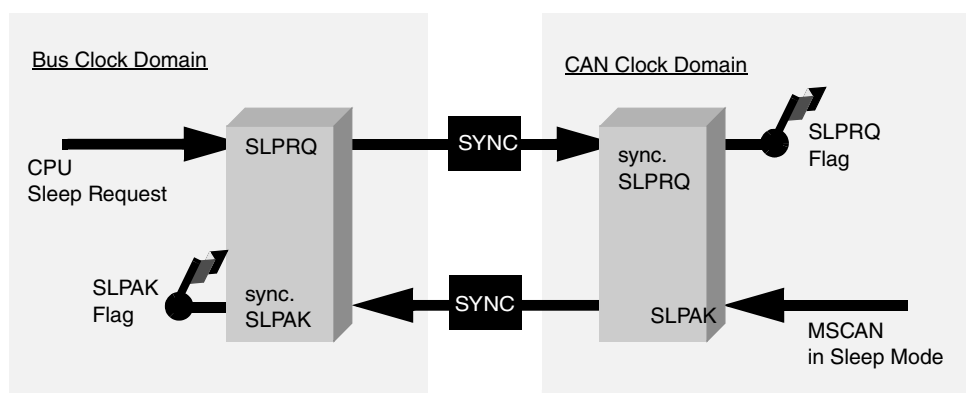 Bus Clock Domain
CAN Clock Domain
SLPRQ
SYNC
sync.
SLPRQ
SLPRQ
Flag
CPU
Sleep Request
SLPAK
Flag
sync.
SLPAK
SYNC
SLPAK
MSCAN
in Sleep Mode